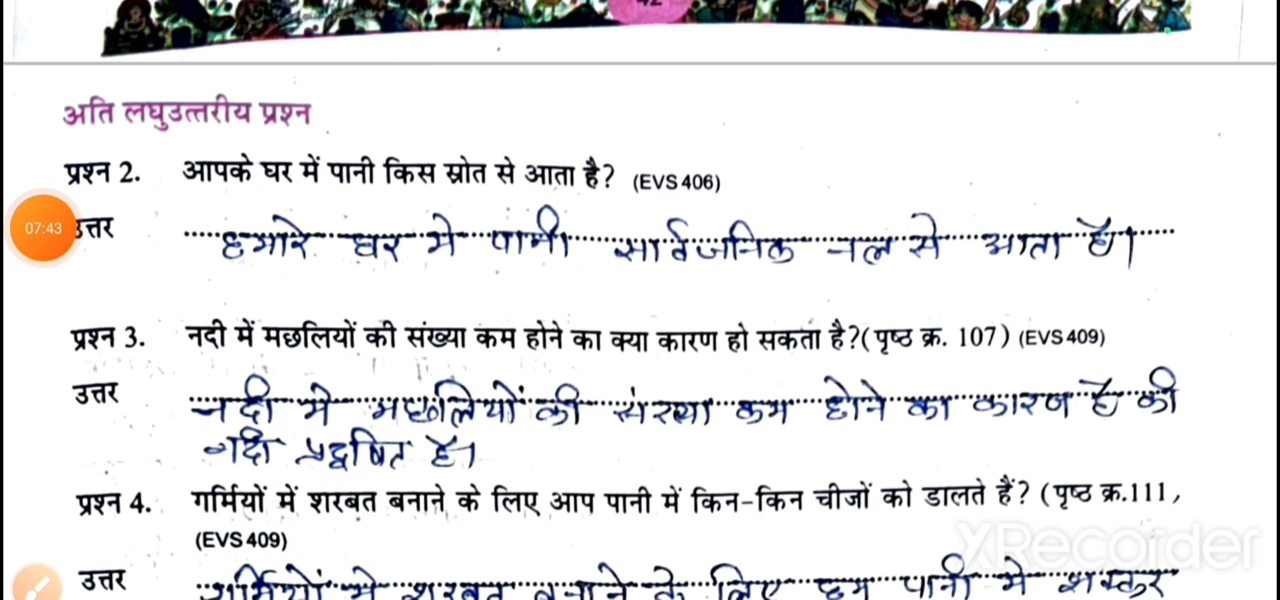 42
अति लघुउत्तरीय प्रश्न
प्रश्न 2. आपके घर में पानी किस स्रोत से आता है? (EVS 406)
07:43
उत्तर हमारे घर मे पानी सार्वजनिक नल से आता है।
प्रश्न 3. नदी में मछलियों की संख्या कम होने का क्या कारण हो सकता है?(पृष्ठ क्र. 107) (EVS 409)
उत्तर नदी मे मछलियों की संख्या कम होने का कारण है की
नदी प्रदूषित है।
प्रश्न 4. गर्मियों में शरबत बनाने के लिए आप पानी में किन-किन चीजों को डालते हैं? (पृष्ठ क्र.111,
(EVS 409)
XRecorder
उत्तर गर्मियों मे शरबत बनाने के लिए हम पानी मे शक्कर